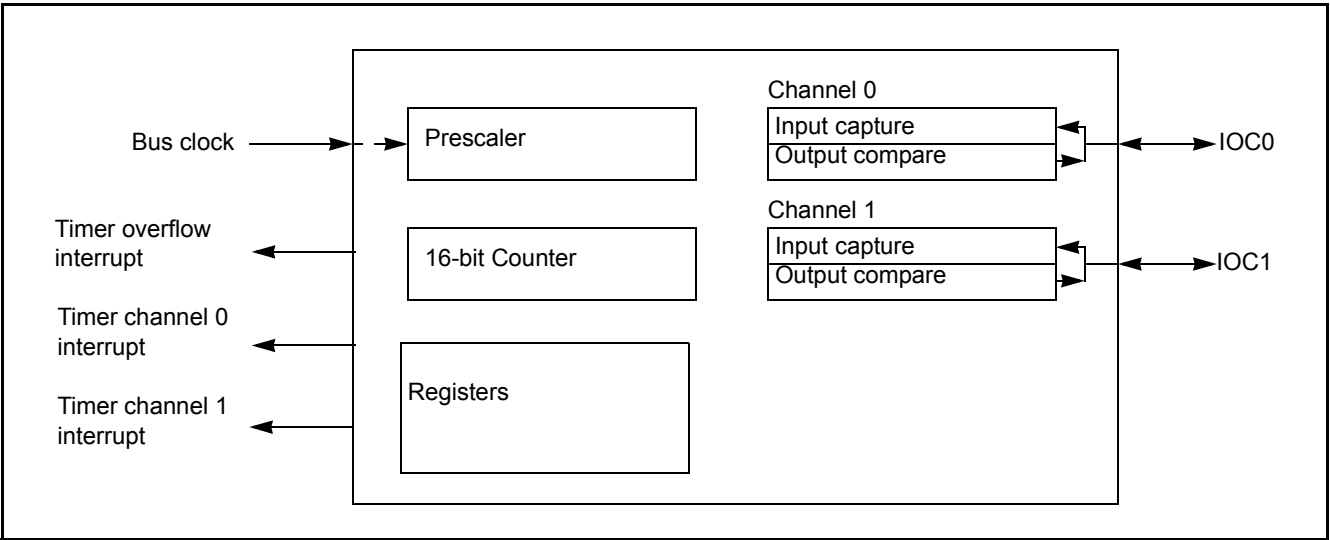 Channel 0
Input capture
Bus clock
Prescaler
Output compare
IOC0
Channel 1
Timer overflow
interrupt
16-bit Counter
Input capture
Output compare
IOC1
Timer channel 0
interrupt
Registers
Timer channel 1
interrupt